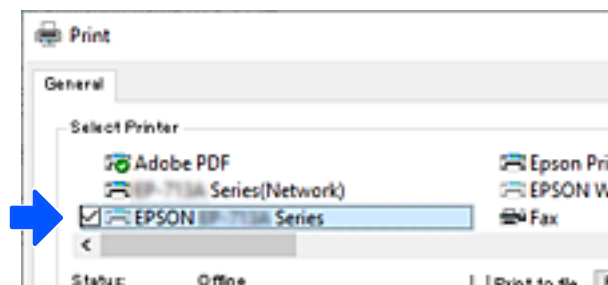 Print
General
Select Printer
Adobe PDF
Epson Pri
Series(Network)
EPSON W
EPSON Series
Fax
Status: Offline
Print to file